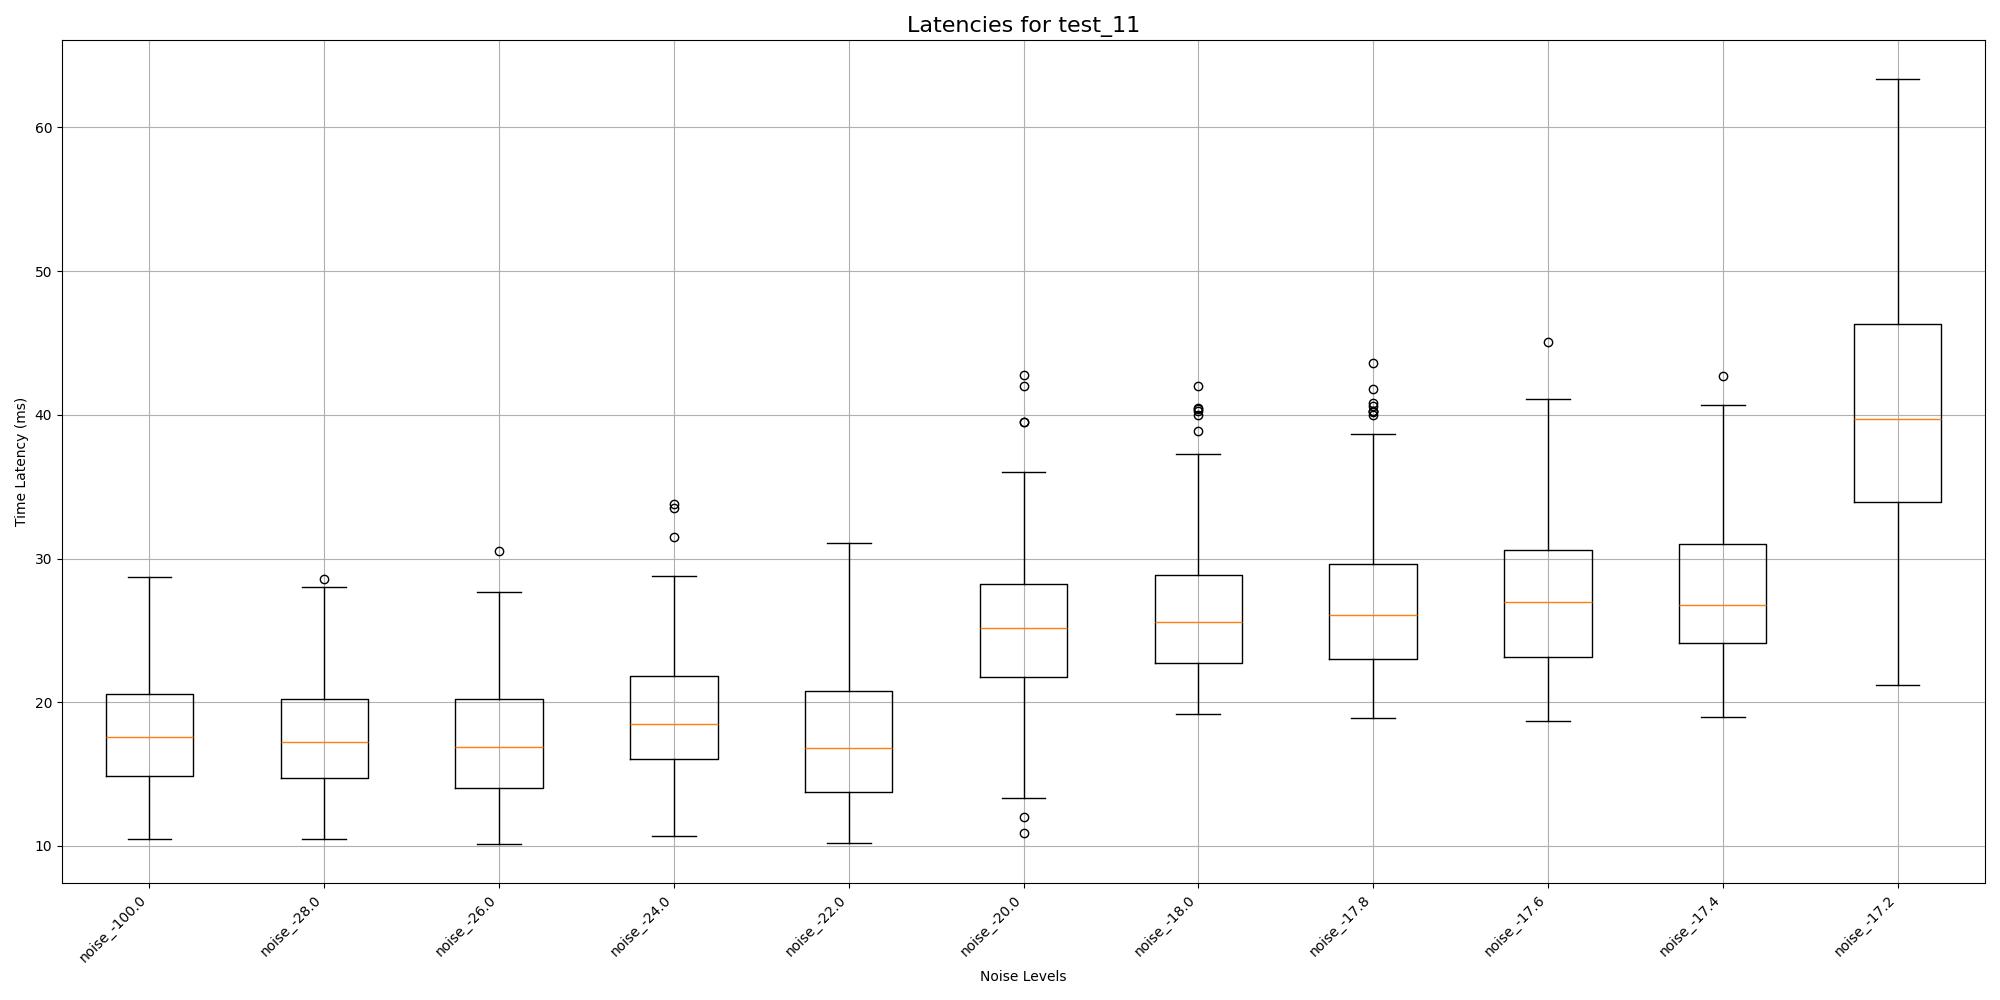 Latencies for test_11
Time Latency (ms)
60
50
40
30
20
10
noise_-100.0
noise_-28.0
noise_-26.0
noise_-24.0
noise_-22.0
noise_-20.0
noise_-18.0
noise_-17.8
noise_-17.6
noise_-17.4
noise_-17.2
Noise Levels